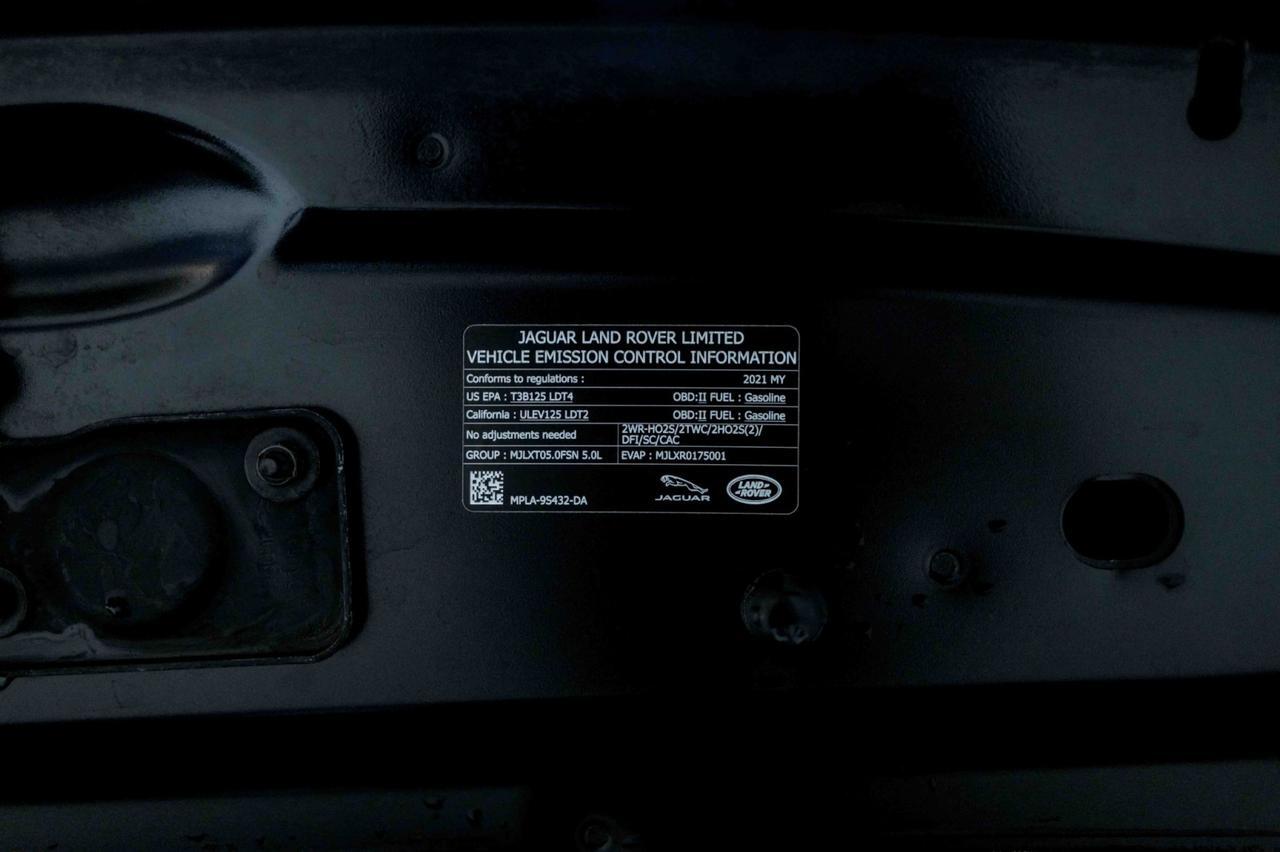 JAGUAR LAND ROVER LIMITED
VEHICLE EMISSION CONTROL INFORMATION
Conforms to regulations : 2021 MY
US EPA : T3B125 LDT4 OBD:II FUEL : Gasoline
California : ULEV125 LDT2 OBD:II FUEL : Gasoline
No adjustments needed 2WR-HO2S/2TWC/2HO2S(2)/
DFI/SC/CAC
GROUP : MJLXT05.0FSN 5.0L EVAP : MJLXR0175001
MPLA-9S432-DA JAGUAR LAND ROVER